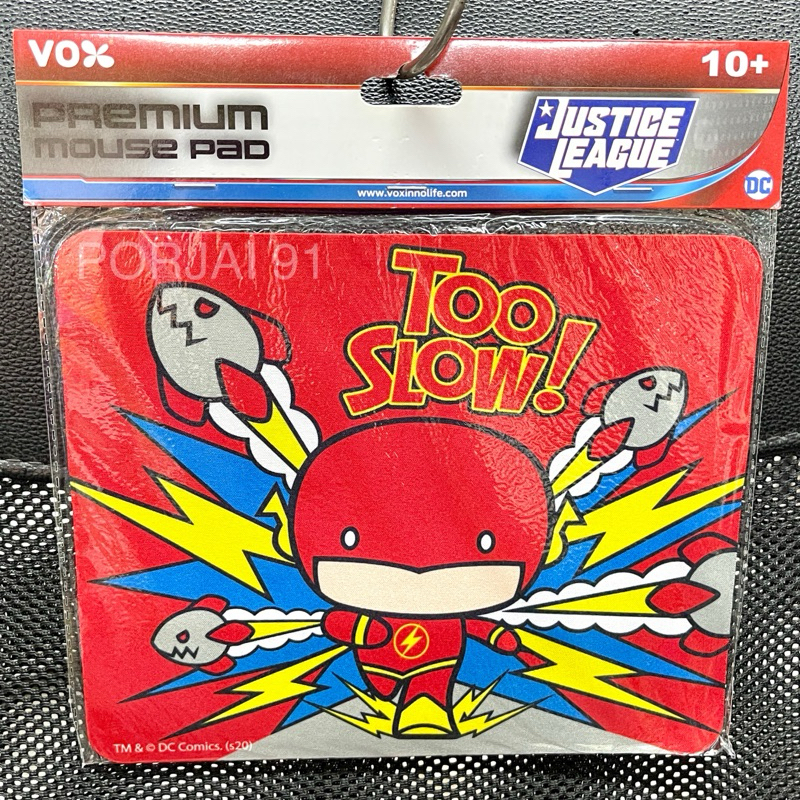 VOX
10+
PREMIUM
MOUSE PAD
JUSTICE
LEAGUE
DC
www.voxinnolife.com
PORJAI 91
TOO
SLOW!
TM & © DC Comics. (s20)